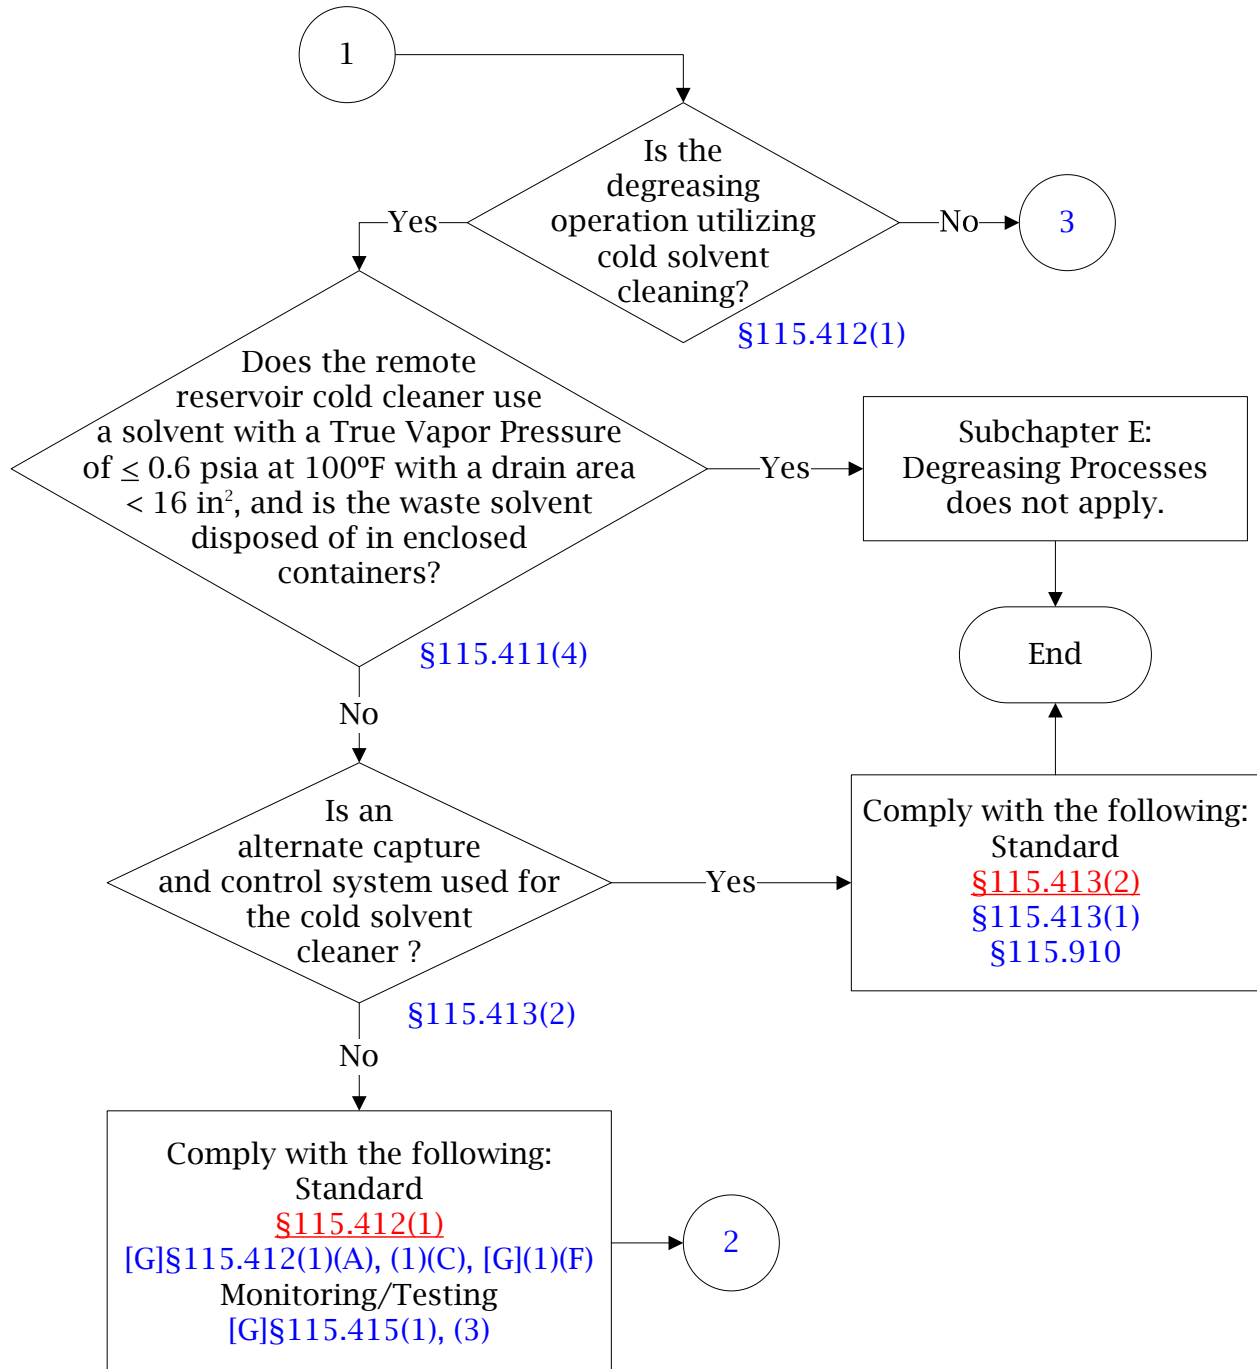 1
Is the
degreasing
operation utilizing
cold solvent
cleaning?
§115.412(1)
Yes
No
3
Does the remote
reservoir cold cleaner use
a solvent with a True Vapor Pressure
of ≤ 0.6 psia at 100ºF with a drain area
< 16 in², and is the waste solvent
disposed of in enclosed
containers?
§115.411(4)
Yes
Subchapter E:
Degreasing Processes
does not apply.
End
No
Is an
alternate capture
and control system used for
the cold solvent
cleaner ?
§115.413(2)
Yes
Comply with the following:
Standard
§115.413(2)
§115.413(1)
§115.910
No
Comply with the following:
Standard
§115.412(1)
[G]§115.412(1)(A), (1)(C), [G](1)(F)
Monitoring/Testing
[G]§115.415(1), (3)
2